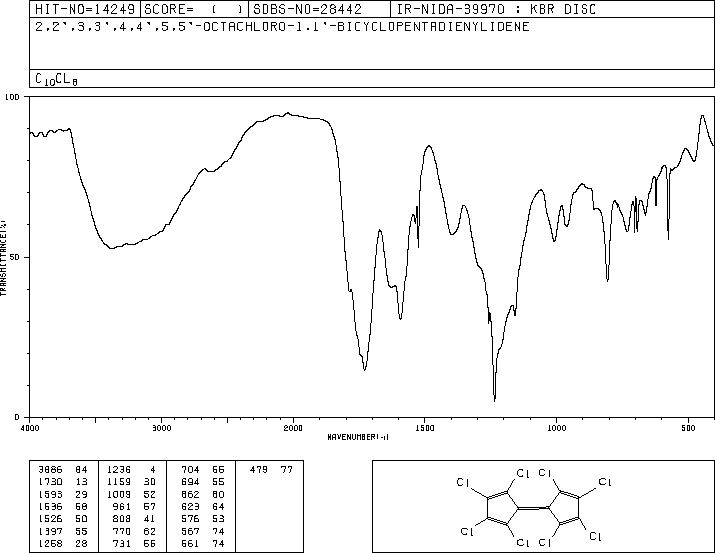 HIT-NO=14249 SCORE= ( ) SDBS-NO=28442 IR-NIDA-39970 : KBR DISC
2,2',3,3',4,4',5,5'-OCTACHLORO-1,1'-BICYCLOPENTADIENYLIDENE
C10CL8
100
TRANSMITTANCE(%)
50
0
4000 3000 2000 1500 1000 500
WAVENUMBER(-1)
3886 84 1236 4 704 66 479 77
1730 13 1159 30 694 55
1593 29 1009 52 662 60
1536 60 961 57 623 64
1526 50 808 41 576 53
1397 55 770 62 567 74
1258 28 731 56 561 74
Cl Cl
Cl Cl
Cl Cl
Cl Cl